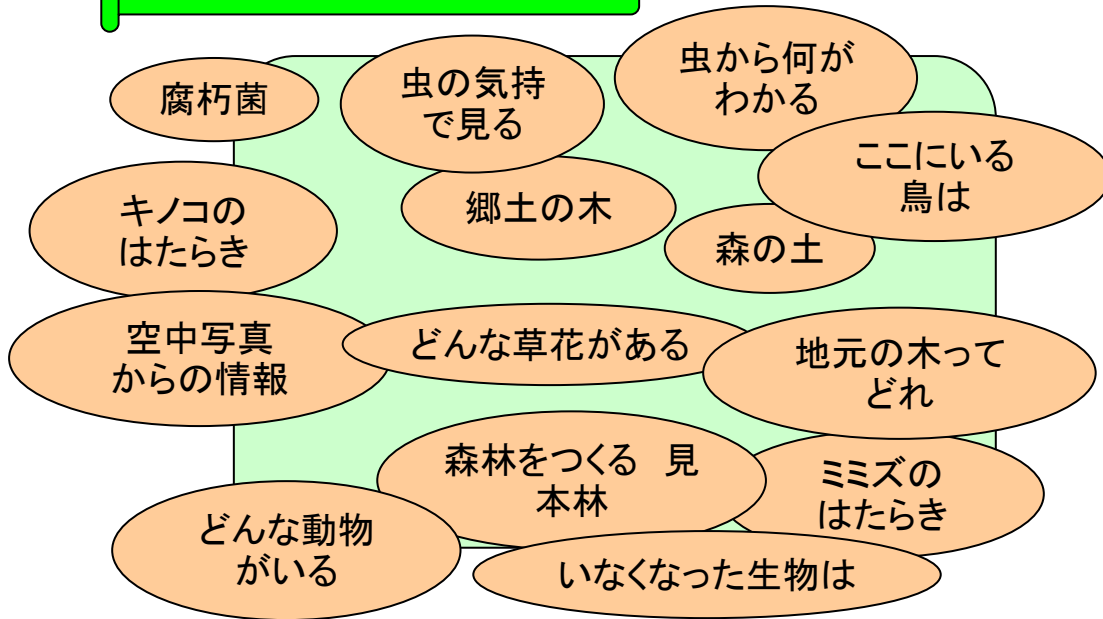 腐朽菌
虫の気持
で見る
虫から何が
わかる
ここにいる
鳥は
キノコの
はたらき
郷土の木
森の土
空中写真
からの情報
どんな草花がある
地元の木って
どれ
森林をつくる　見
本林
ミミズの
はたらき
どんな動物
がいる
いなくなった生物は